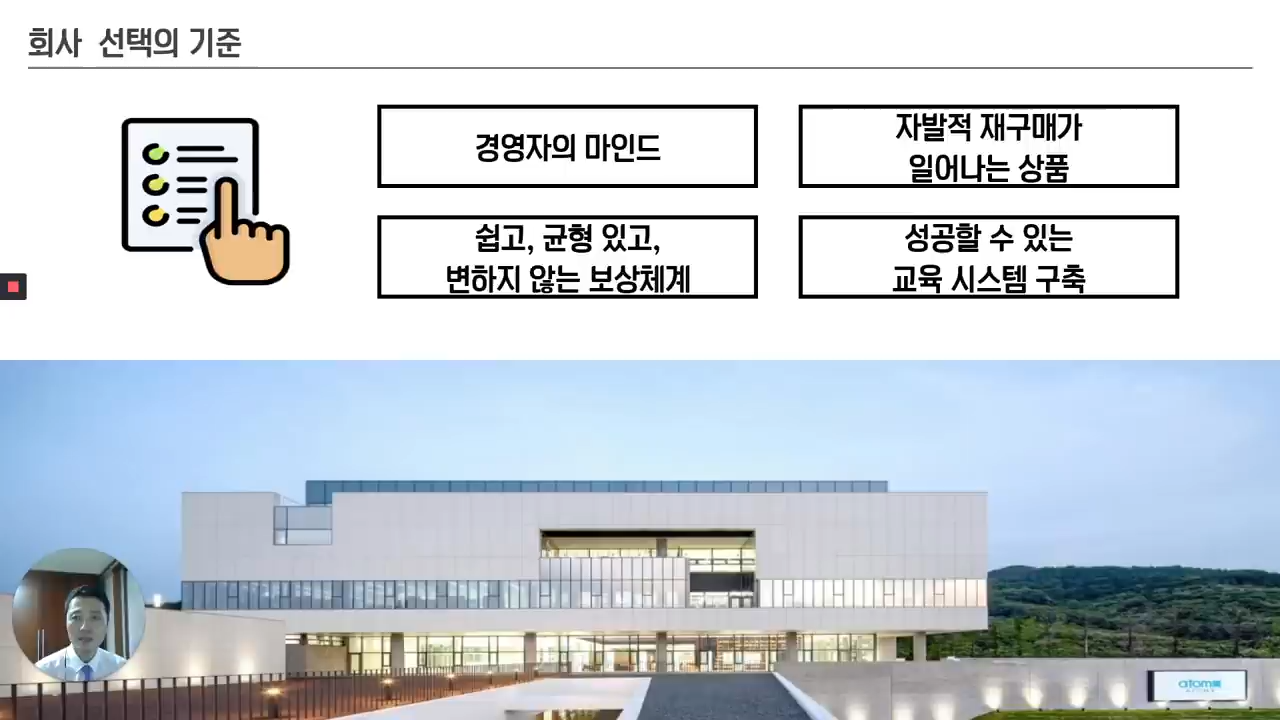 회사 선택의 기준
경영자의 마인드
자발적 재구매가
일어나는 상품
쉽고, 균형 있고,
변하지 않는 보상체계
성공할 수 있는
교육 시스템 구축
atom